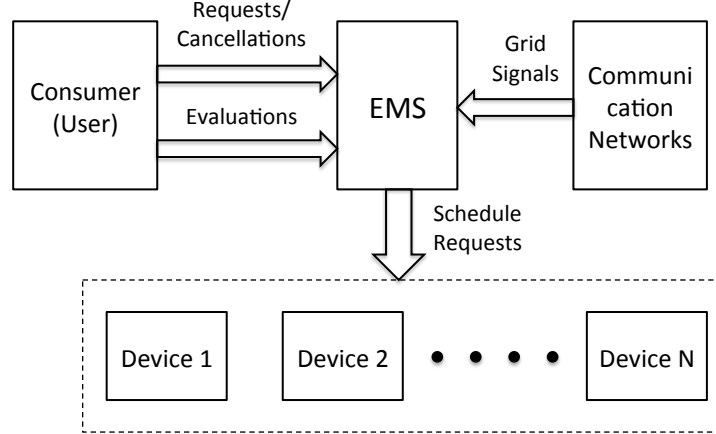 Requests/
Cancellations
Consumer
(User)
Evaluations
EMS
Grid
Signals
Communi
cation
Networks
Schedule
Requests
Device 1
Device 2
Device N